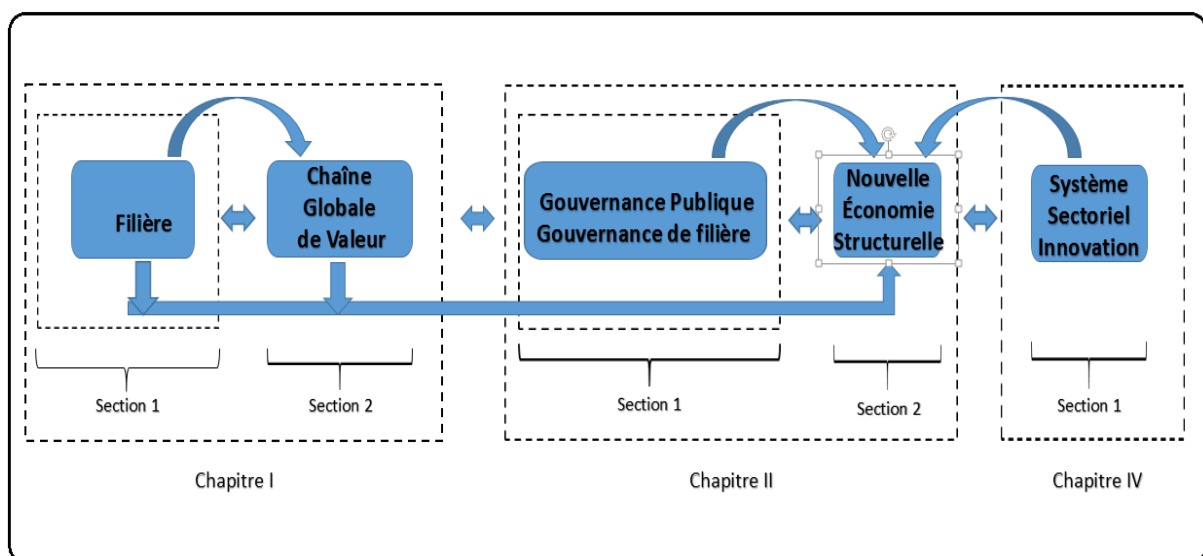 Filière
Chaîne
Globale
de Valeur
Gouvernance Publique
Gouvernance de filière
Nouvelle
Économie
Structurelle
Système
Sectoriel
Innovation
Section 1
Section 2
Section 1
Section 2
Section 1
Chapitre I
Chapitre II
Chapitre IV